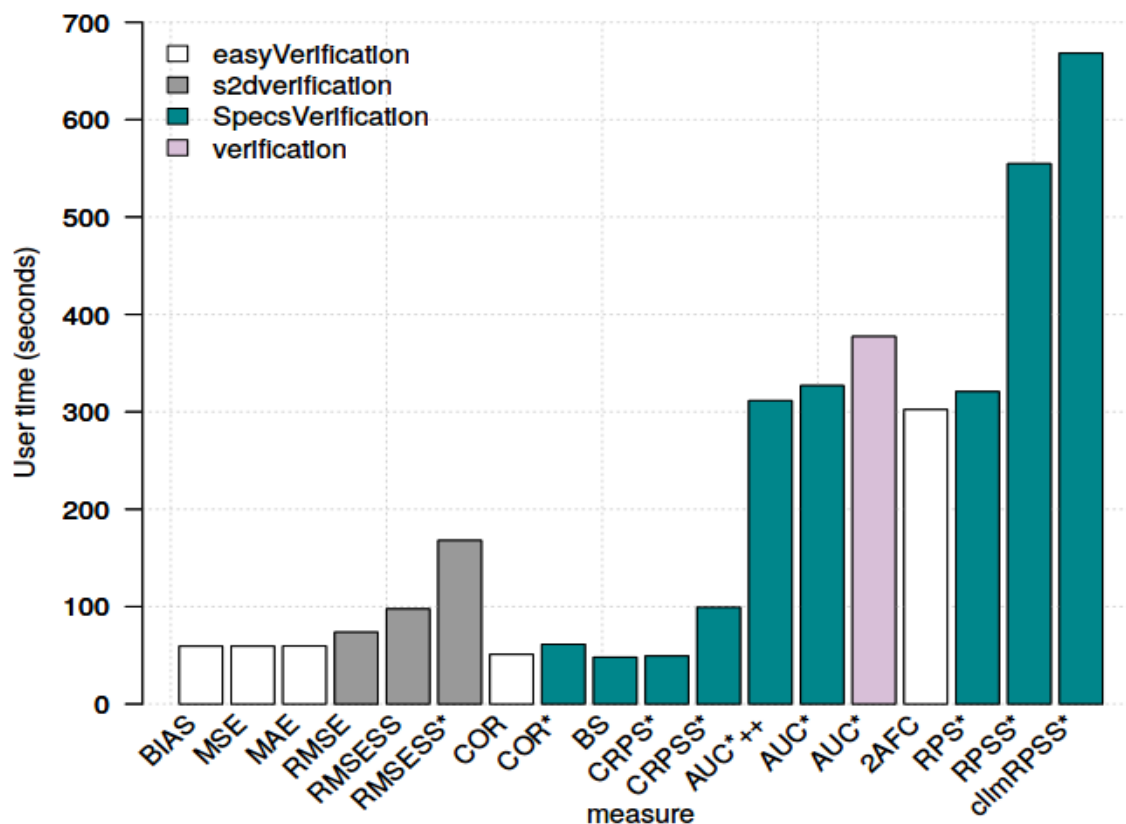 700
600
500
400
300
200
100
0
User time (seconds)
easyVerification
s2dverification
SpecsVerification
verification
BIAS
MSE
MAE
RMSE
RMSESS
RMSESS*
COR
COR*
BS
CRPS*
CRPSS*
AUC*++
AUC*
AUC*
2AFC
RPS*
RPSS*
climRPSS*
measure